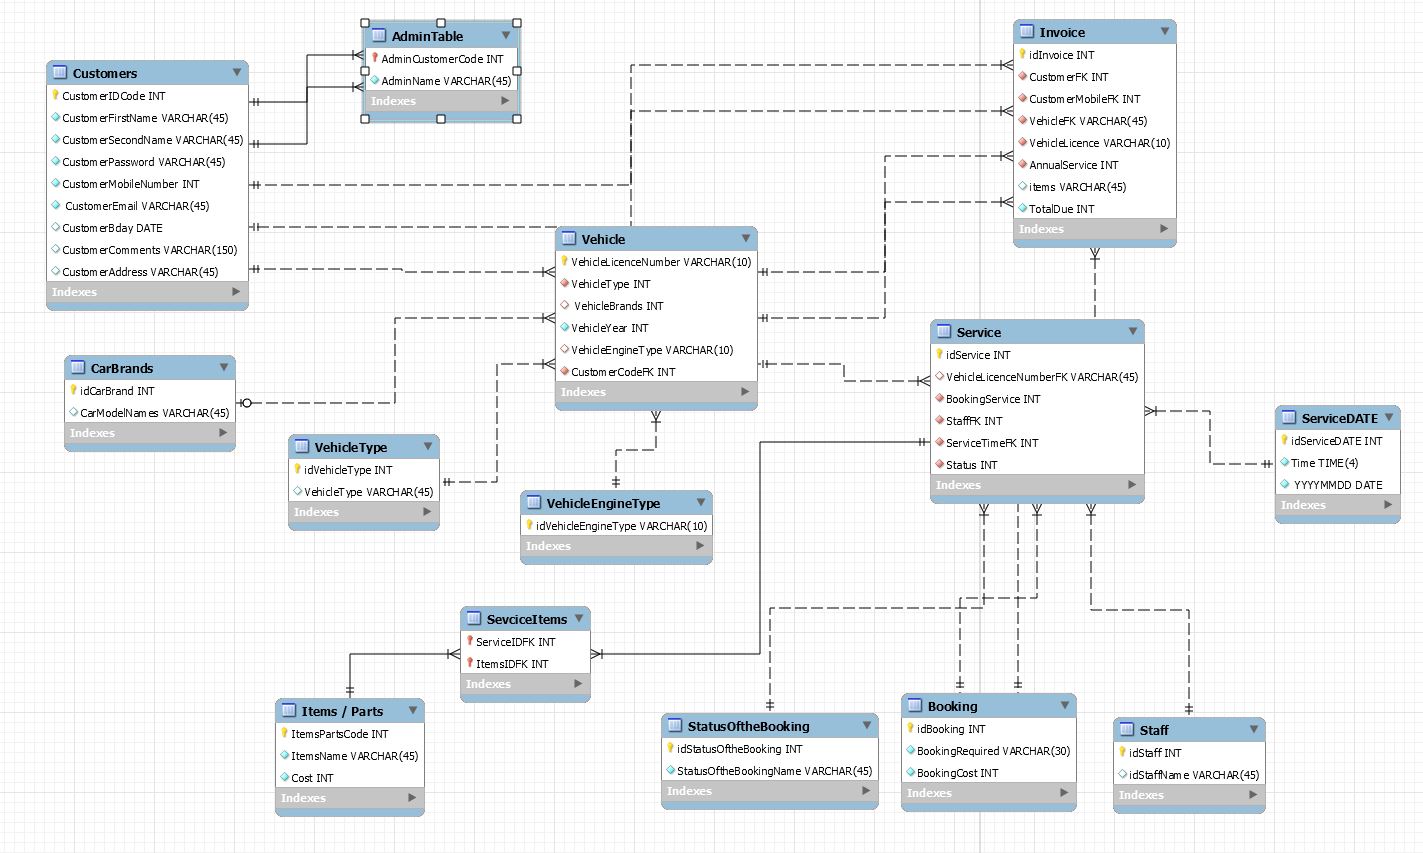 AdminTable
AdminCustomerCode INT
AdminName VARCHAR(45)
Indexes
Customers
CustomerIDCode INT
CustomerFirstName VARCHAR(45)
CustomerSecondName VARCHAR(45)
CustomerPassword VARCHAR(45)
CustomerMobileNumber INT
CustomerEmail VARCHAR(45)
CustomerBday DATE
CustomerComments VARCHAR(150)
CustomerAddress VARCHAR(45)
Indexes
Invoice
idInvoice INT
CustomerFK INT
CustomerMobileFK INT
VehicleFK VARCHAR(45)
VehicleLicence VARCHAR(10)
AnnualService INT
items VARCHAR(45)
TotalDue INT
Indexes
Vehicle
VehicleLicenceNumber VARCHAR(10)
VehicleType INT
VehicleBrands INT
VehicleYear INT
VehicleEngineType VARCHAR(10)
CustomerCodeFK INT
Indexes
CarBrands
idCarBrand INT
CarModelNames VARCHAR(45)
Indexes
VehicleType
idVehicleType INT
VehicleType VARCHAR(45)
Indexes
VehicleEngineType
idVehicleEngineType VARCHAR(10)
Indexes
Service
idService INT
VehicleLicenceNumberFK VARCHAR(45)
BookingService INT
StaffFK INT
ServiceTimeFK INT
Status INT
Indexes
ServiceDATE
idServiceDATE INT
Time TIME(4)
YYYYMMDD DATE
Indexes
SevciceItems
ServiceIDFK INT
ItemsIDFK INT
Indexes
Items / Parts
ItemsPartsCode INT
ItemsName VARCHAR(45)
Cost INT
Indexes
StatusOftheBooking
idStatusOftheBooking INT
StatusOftheBookingName VARCHAR(45)
Indexes
Booking
idBooking INT
BookingRequired VARCHAR(30)
BookingCost INT
Indexes
Staff
idStaff INT
idStaffName VARCHAR(45)
Indexes